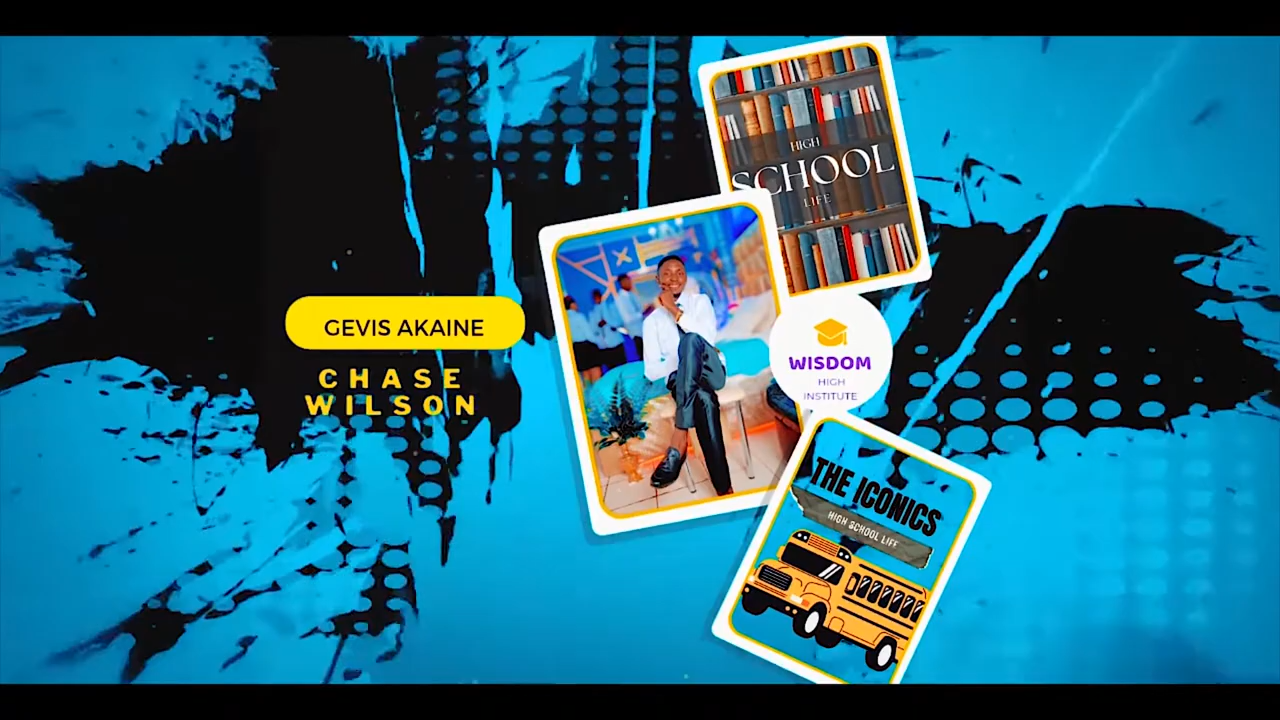 HIGH
SCHOOL
LIFE
GEVIS AKAINE
CHASE
WILSON
WISDOM
HIGH
INSTITUTE
THE ICONICS
HIGH SCHOOL LIFE